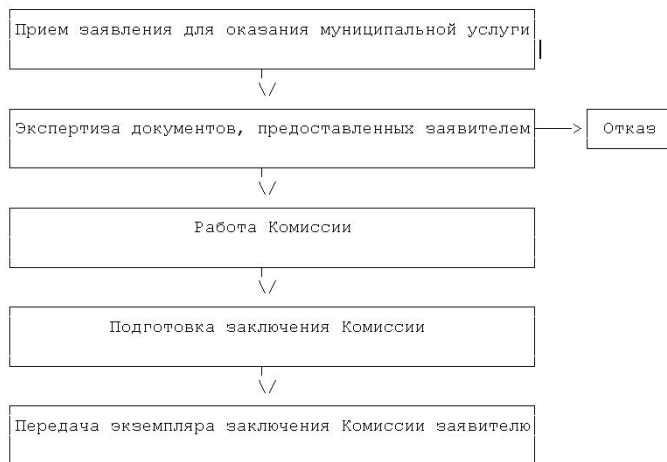 Прием заявления для оказания муниципальной услуги
Экспертиза документов, предоставленных заявителем
Отказ
Работа Комиссии
Подготовка заключения Комиссии
Передача экземпляра заключения Комиссии заявителю